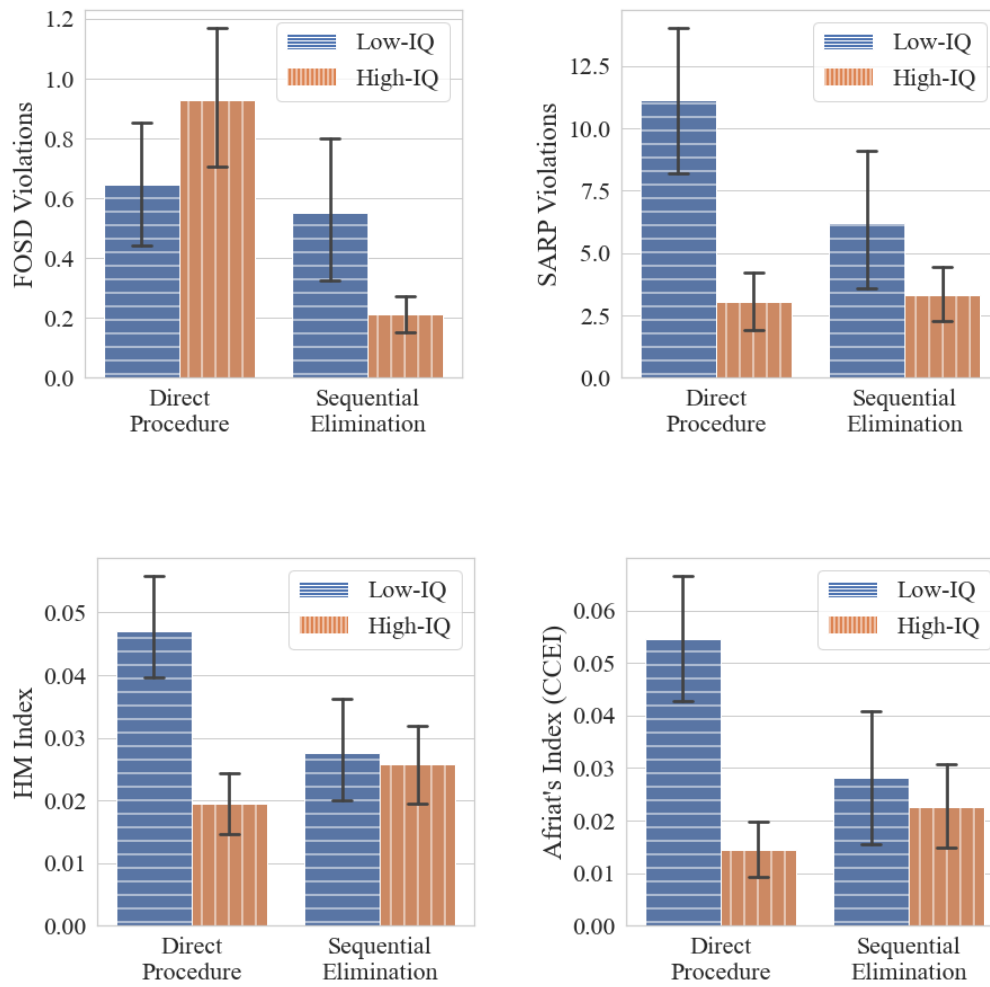 FOSD Violations
1.2
1.0
0.8
0.6
0.4
0.2
0.0
Low-IQ
High-IQ
Direct
Procedure
Sequential
Elimination
SARP Violations
12.5
10.0
7.5
5.0
2.5
0.0
Low-IQ
High-IQ
Direct
Procedure
Sequential
Elimination
HM Index
0.05
0.04
0.03
0.02
0.01
0.00
Low-IQ
High-IQ
Direct
Procedure
Sequential
Elimination
Afriat's Index (CCEI)
0.06
0.05
0.04
0.03
0.02
0.01
0.00
Low-IQ
High-IQ
Direct
Procedure
Sequential
Elimination